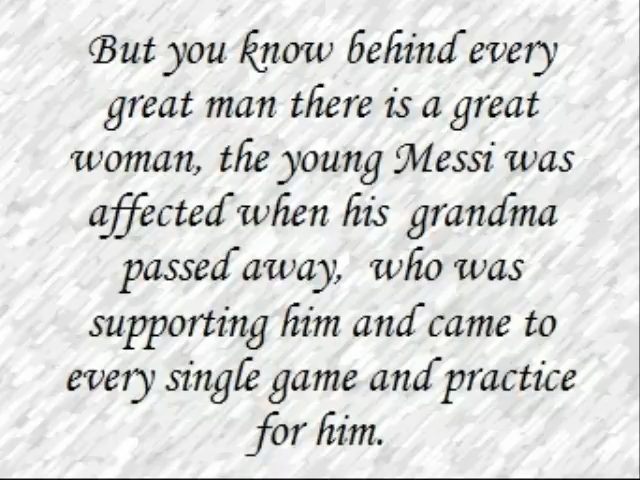 But you know behind every
great man there is a great
woman, the young Messi was
affected when his grandma
passed away, who was
supporting him and came to
every single game and practice
for him.